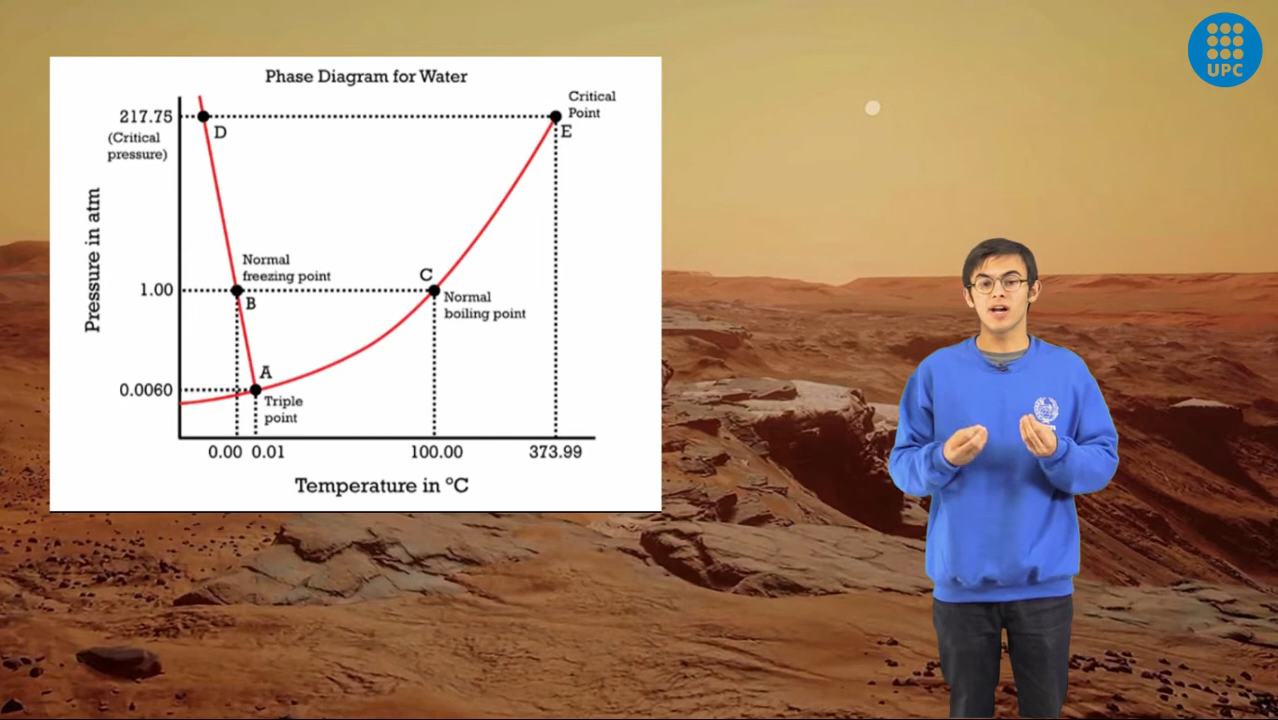 UPC
Phase Diagram for Water
217.75
(Critical
pressure)
Pressure in atm
1.00
0.0060
D
Critical
Point
E
Normal
freezing point
B
C
Normal
boiling point
A
Triple
point
0.00 0.01 100.00 373.99
Temperature in °C